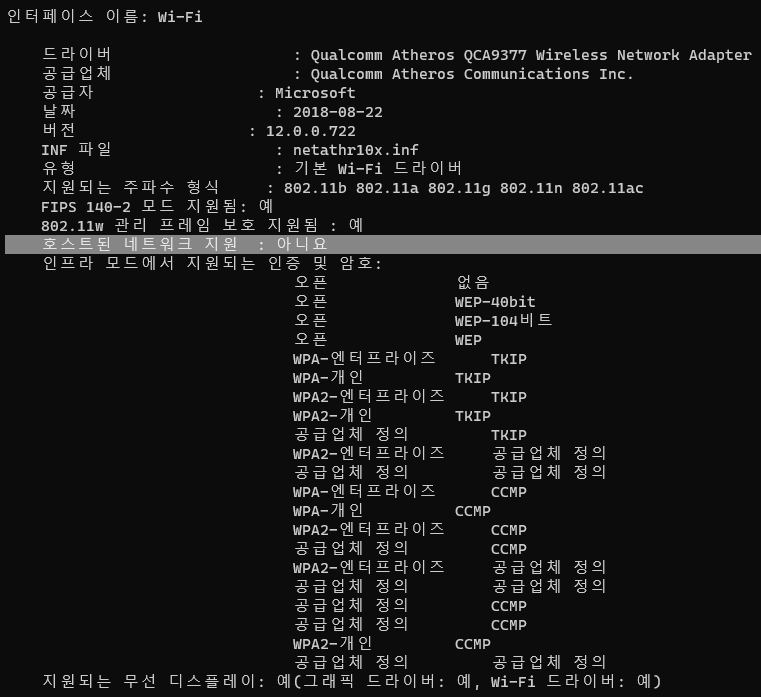 인터페이스 이름: Wi-Fi
드라이버 : Qualcomm Atheros QCA9377 Wireless Network Adapter
공급업체 : Qualcomm Atheros Communications Inc.
공급자 : Microsoft
날짜 : 2018-08-22
버전 : 12.0.0.722
INF 파일 : netathr10x.inf
유형 : 기본 Wi-Fi 드라이버
지원되는 주파수 형식 : 802.11b 802.11a 802.11g 802.11n 802.11ac
FIPS 140-2 모드 지원됨: 예
802.11w 관리 프레임 보호 지원됨 : 예
호스트된 네트워크 지원 : 아니요
인프라 모드에서 지원되는 인증 및 암호:
오픈 없음
오픈 WEP-40bit
오픈 WEP-104비트
오픈 WEP
WPA-엔터프라이즈 TKIP
WPA-개인 TKIP
WPA2-엔터프라이즈 TKIP
WPA2-개인 TKIP
공급업체 정의 TKIP
WPA2-엔터프라이즈 공급업체 정의
공급업체 정의 공급업체 정의
WPA-엔터프라이즈 CCMP
WPA-개인 CCMP
WPA2-엔터프라이즈 CCMP
공급업체 정의 CCMP
WPA2-엔터프라이즈 공급업체 정의
공급업체 정의 공급업체 정의
공급업체 정의 CCMP
공급업체 정의 CCMP
WPA2-개인 CCMP
공급업체 정의 공급업체 정의
지원되는 무선 디스플레이: 예(그래픽 드라이버: 예, Wi-Fi 드라이버: 예)